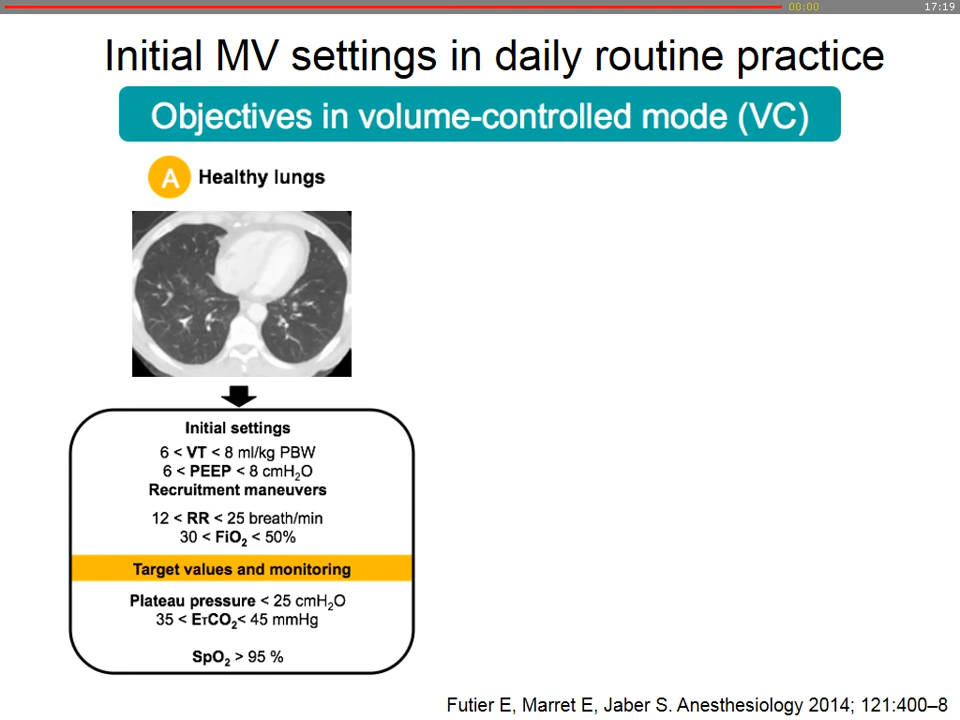 00:00
17:19
Initial MV settings in daily routine practice
Objectives in volume-controlled mode (VC)
A Healthy lungs
Initial settings
6 < VT < 8 ml/kg PBW
6 < PEEP < 8 cmH₂O
Recruitment maneuvers
12 < RR < 25 breath/min
30 < FiO₂ < 50%
Target values and monitoring
Plateau pressure < 25 cmH₂O
35 < ETCO₂< 45 mmHg
SpO₂ > 95 %
Futier E, Marret E, Jaber S. Anesthesiology 2014; 121:400–8